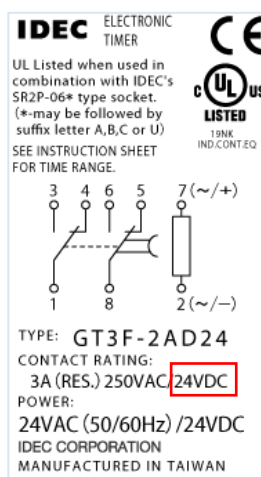 IDEC ELECTRONIC
TIMER
CE
UL Listed when used in
combination with IDEC's
SR2P-06* type socket.
(*-may be followed by
suffix letter A,B,C or U)
C UL US
LISTED
19NK
IND.CONT.EQ
SEE INSTRUCTION SHEET
FOR TIME RANGE.
3 4 6 5 7(~/+)
1 8 2(~/−)
TYPE: GT3F-2AD24
CONTACT RATING:
3A(RES.) 250VAC/24VDC
POWER:
24VAC(50/60Hz)/24VDC
IDEC CORPORATION
MANUFACTURED IN TAIWAN